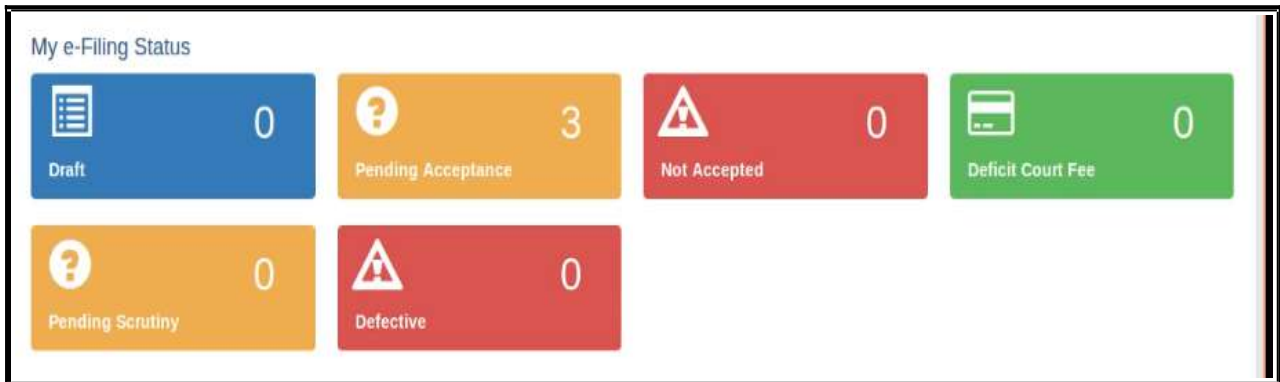 My e-Filing Status
0 3 0 0
Draft Pending Acceptance Not Accepted Deficit Court Fee
0 0
Pending Scrutiny Defective